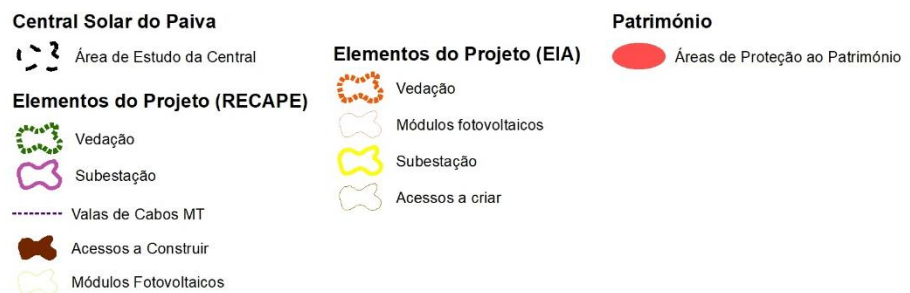 Central Solar do Paiva
Área de Estudo da Central
Elementos do Projeto (RECAPE)
Vedação
Subestação
Valas de Cabos MT
Acessos a Construir
Módulos Fotovoltaicos
Elementos do Projeto (EIA)
Vedação
Módulos fotovoltaicos
Subestação
Acessos a criar
Património
Áreas de Proteção ao Património